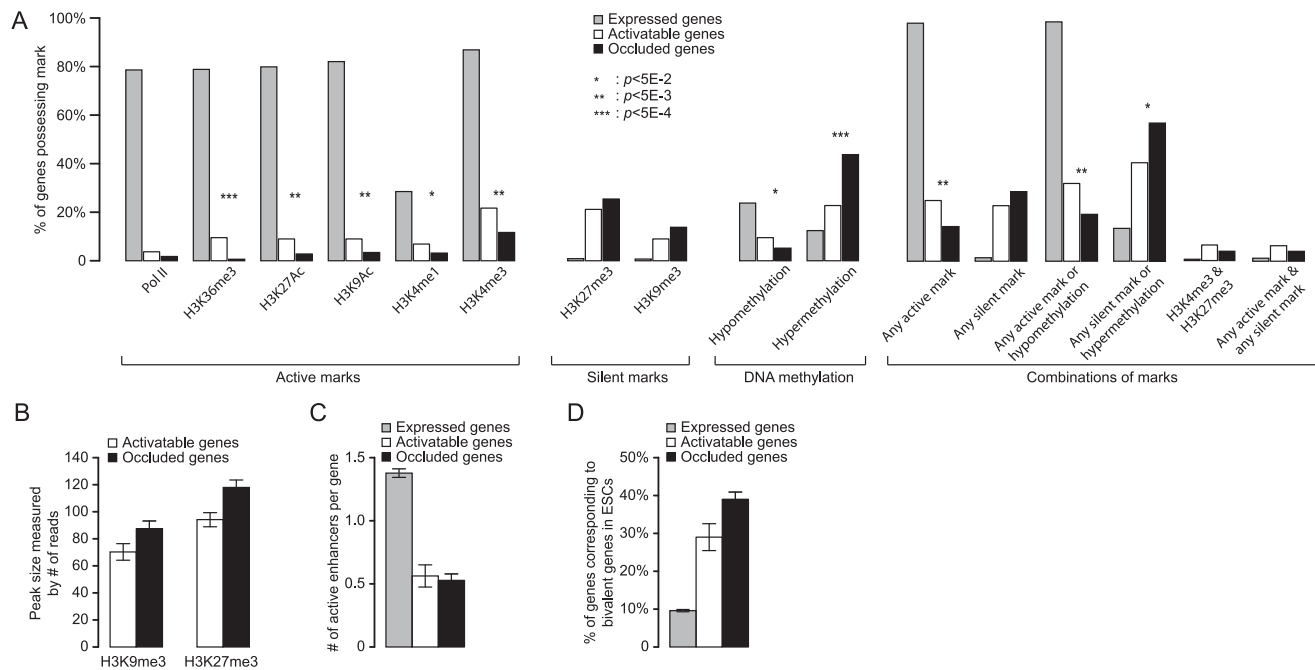 A
100%
80%
60%
40%
20%
0
% of genes possessing mark
Expressed genes
Activatable genes
Occluded genes
* : p<5E-2
** : p<5E-3
*** : p<5E-4
***
**
**
*
**
*
***
**
**
*
Pol II
H3K36me3
H3K27Ac
H3K9Ac
H3K4me1
H3K4me3
H3K27me3
H3K9me3
Hypomethylation
Hypermethylation
Any active mark
Any silent mark
Any active mark or
hypomethylation
Any silent mark or
hypermethylation
H3K4me3 &
H3K27me3
Any active mark &
any silent mark
Active marks
Silent marks
DNA methylation
Combinations of marks
B
Activatable genes
Occluded genes
140
120
100
80
60
40
20
0
Peak size measured
by # of reads
H3K9me3
H3K27me3
C
Expressed genes
Activatable genes
Occluded genes
1.5
1.0
0.5
0
# of active enhancers per gene
D
Expressed genes
Activatable genes
Occluded genes
50%
40%
30%
20%
10%
0
% of genes corresponding to
bivalent genes in ESCs